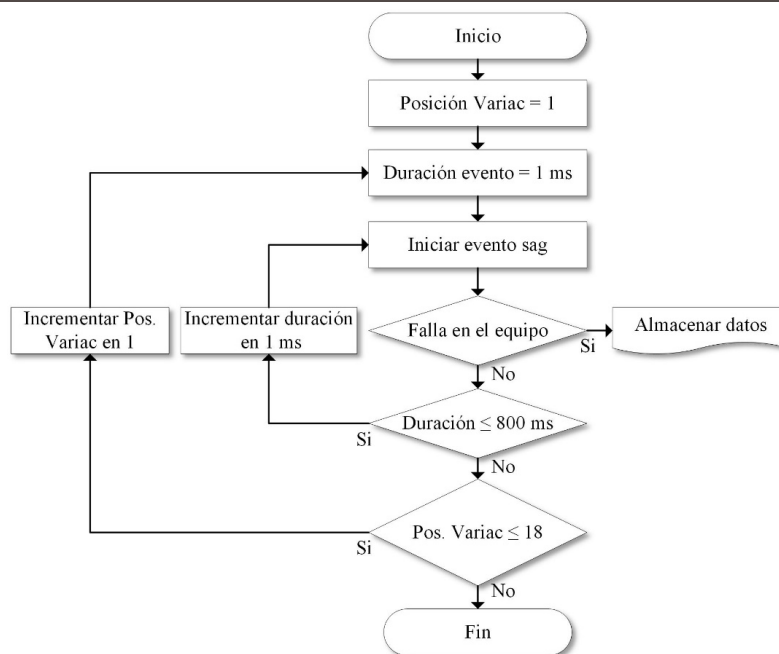 Inicio
Posición Variac = 1
Duración evento = 1 ms
Iniciar evento sag
Incrementar Pos.
Variac en 1
Incrementar duración
en 1 ms
Falla en el equipo
Si
Almacenar datos
No
Duración ≤ 800 ms
Si
No
Pos. Variac ≤ 18
Si
No
Fin